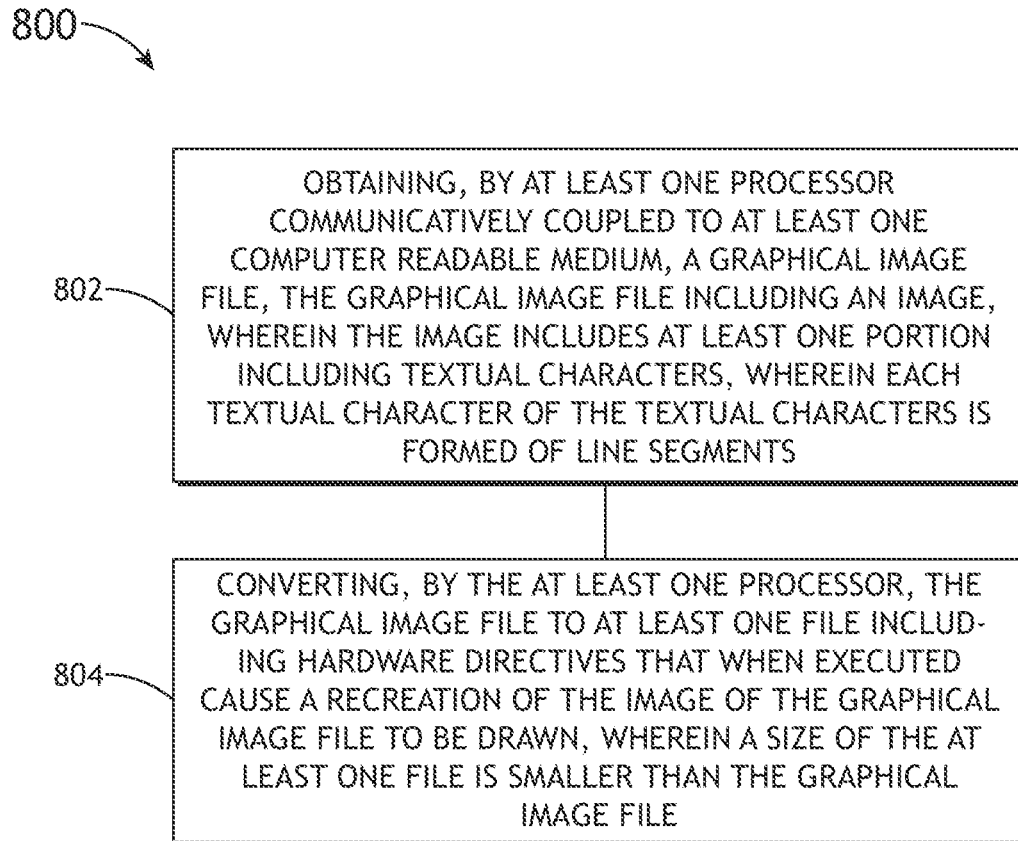 800
802
OBTAINING, BY AT LEAST ONE PROCESSOR
COMMUNICATIVELY COUPLED TO AT LEAST ONE
COMPUTER READABLE MEDIUM, A GRAPHICAL IMAGE
FILE, THE GRAPHICAL IMAGE FILE INCLUDING AN IMAGE,
WHEREIN THE IMAGE INCLUDES AT LEAST ONE PORTION
INCLUDING TEXTUAL CHARACTERS, WHEREIN EACH
TEXTUAL CHARACTER OF THE TEXTUAL CHARACTERS IS
FORMED OF LINE SEGMENTS
804
CONVERTING, BY THE AT LEAST ONE PROCESSOR, THE
GRAPHICAL IMAGE FILE TO AT LEAST ONE FILE INCLUD-
ING HARDWARE DIRECTIVES THAT WHEN EXECUTED
CAUSE A RECREATION OF THE IMAGE OF THE GRAPHICAL
IMAGE FILE TO BE DRAWN, WHEREIN A SIZE OF THE AT
LEAST ONE FILE IS SMALLER THAN THE GRAPHICAL
IMAGE FILE